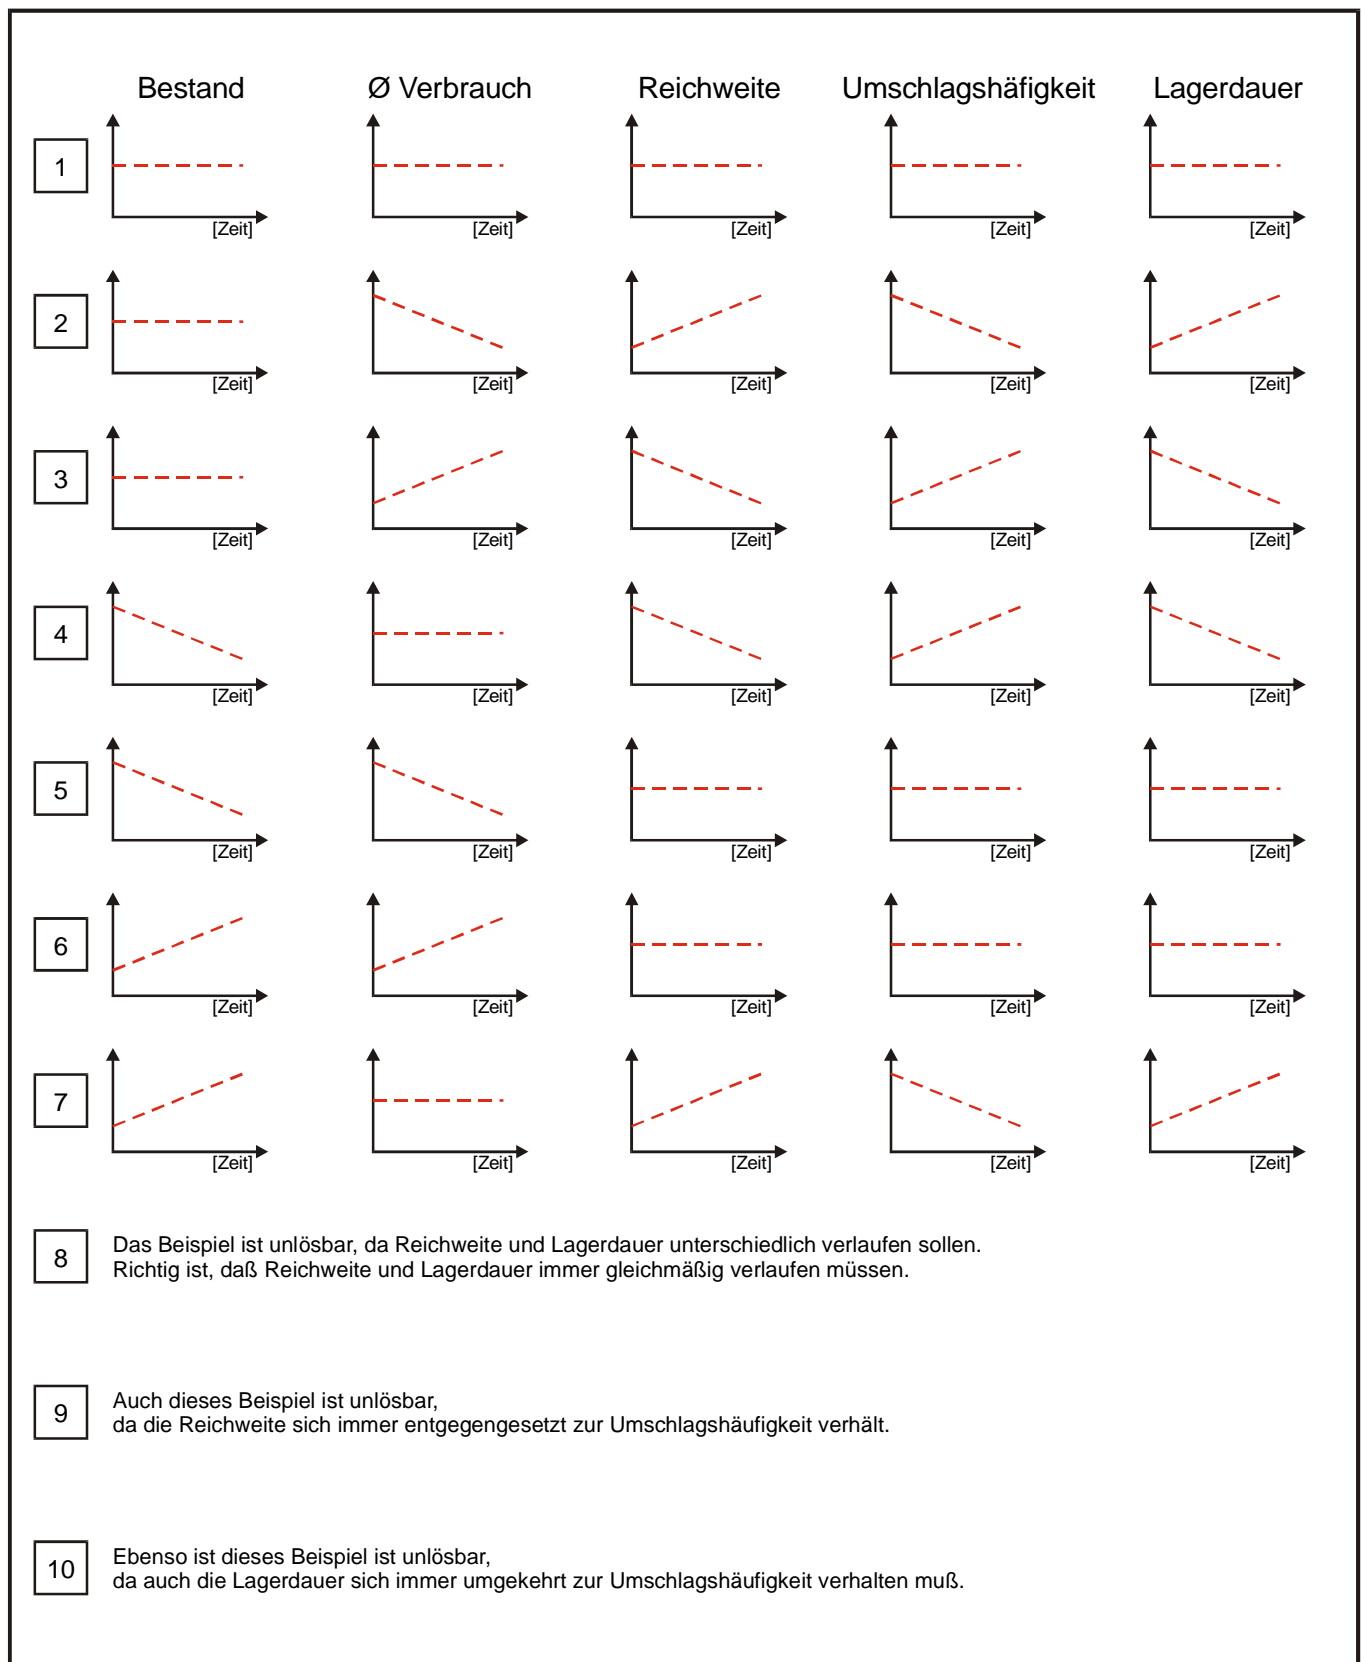 Bestand Ø Verbrauch Reichweite Umschlagshäfigkeit Lagerdauer
1
[Zeit] [Zeit] [Zeit] [Zeit] [Zeit]
2
[Zeit] [Zeit] [Zeit] [Zeit] [Zeit]
3
[Zeit] [Zeit] [Zeit] [Zeit] [Zeit]
4
[Zeit] [Zeit] [Zeit] [Zeit] [Zeit]
5
[Zeit] [Zeit] [Zeit] [Zeit] [Zeit]
6
[Zeit] [Zeit] [Zeit] [Zeit] [Zeit]
7
[Zeit] [Zeit] [Zeit] [Zeit] [Zeit]
8
Das Beispiel ist unlösbar, da Reichweite und Lagerdauer unterschiedlich verlaufen sollen.
Richtig ist, daß Reichweite und Lagerdauer immer gleichmäßig verlaufen müssen.
9
Auch dieses Beispiel ist unlösbar,
da die Reichweite sich immer entgegengesetzt zur Umschlagshäufigkeit verhält.
10
Ebenso ist dieses Beispiel ist unlösbar,
da auch die Lagerdauer sich immer umgekehrt zur Umschlagshäufigkeit verhalten muß.